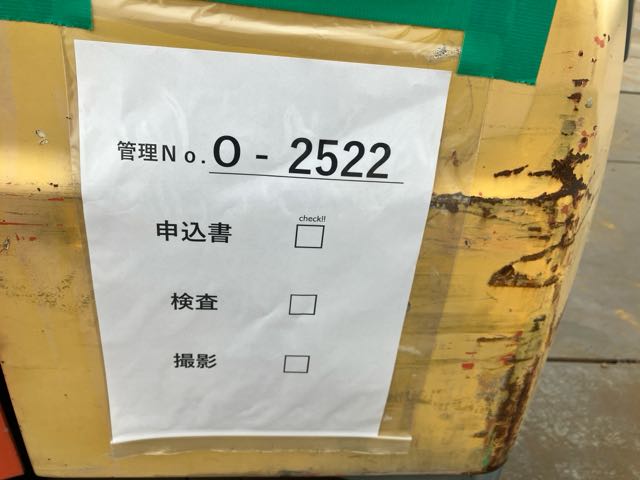 管理No. O - 2522
check!!
申込書 □
検査 □
撮影 □